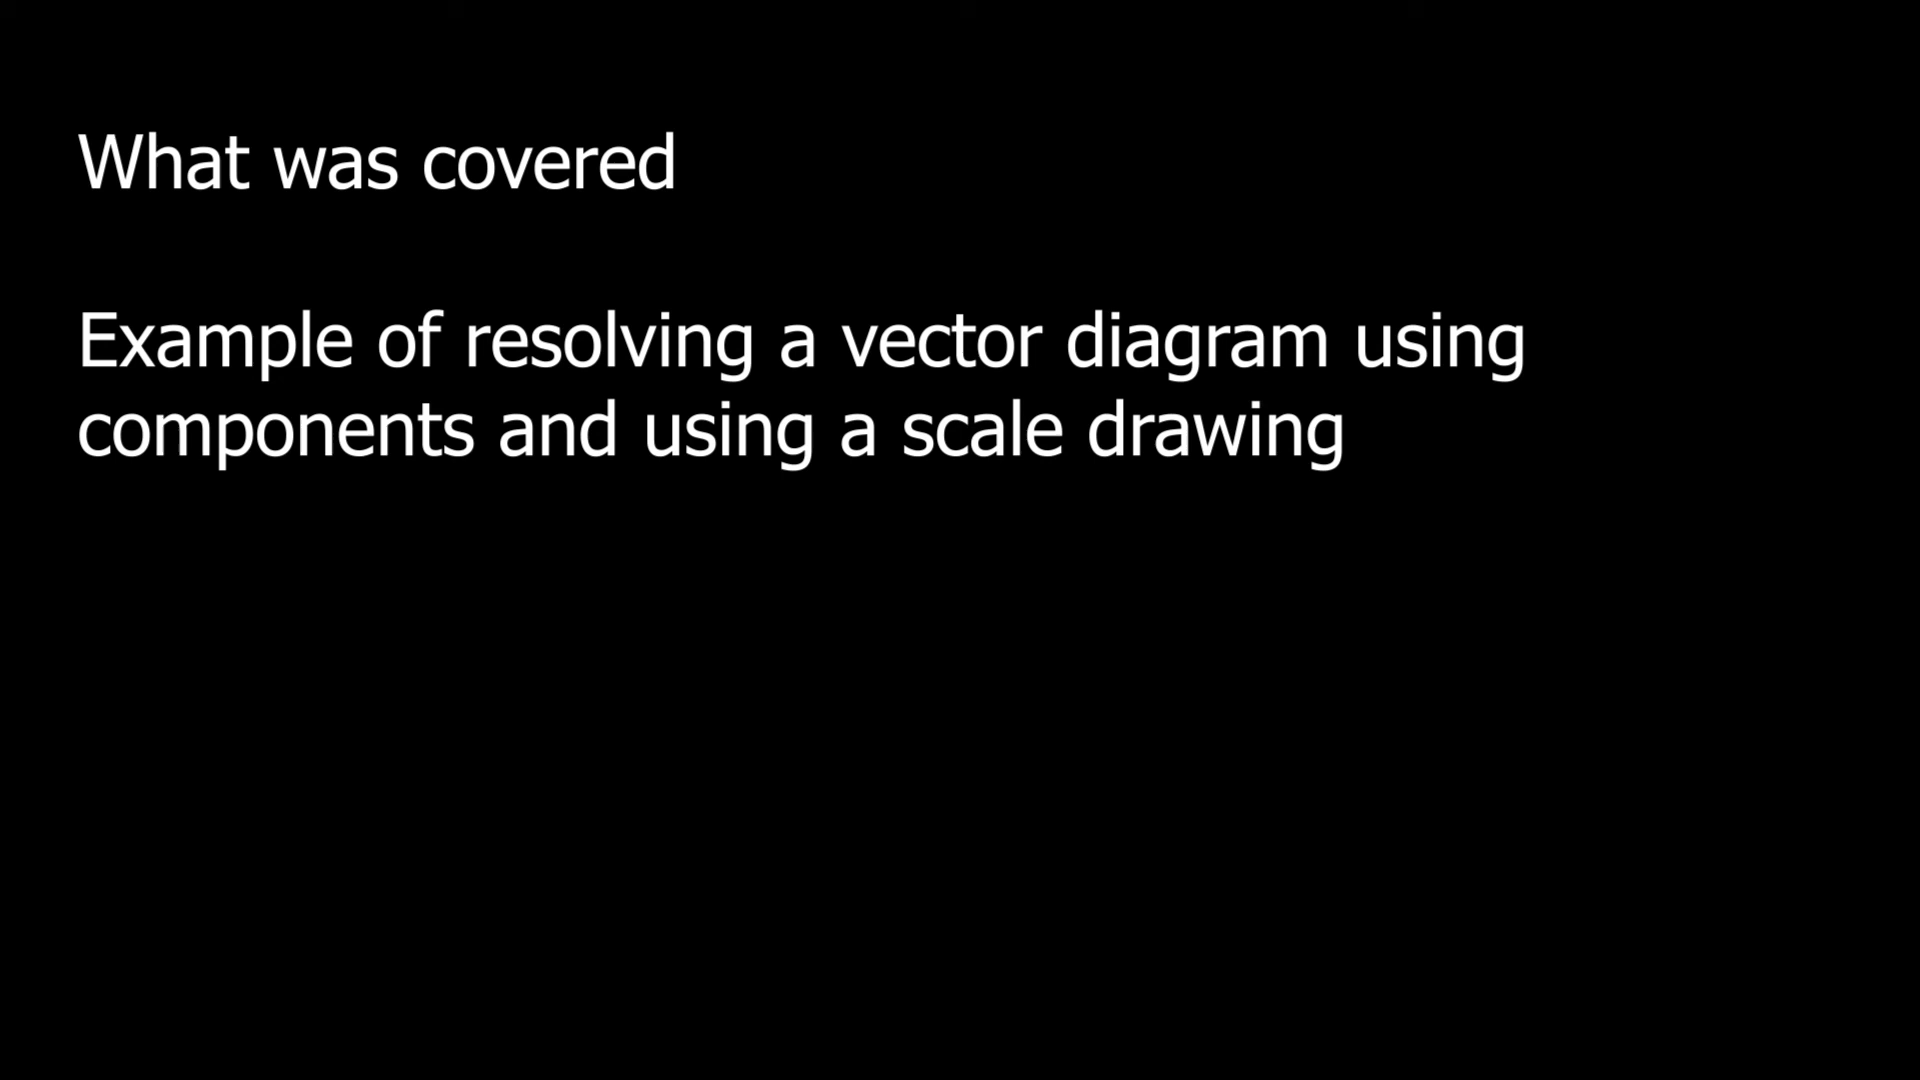 What was covered
Example of resolving a vector diagram using
components and using a scale drawing